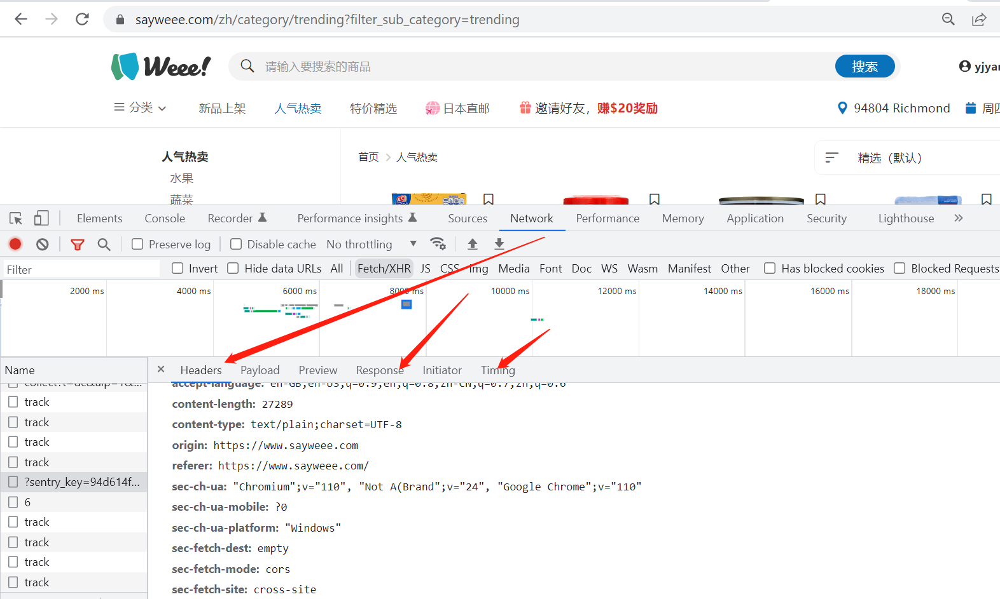 sayweee.com/zh/category/trending?filter_sub_category=trending
Weee!
请输入要搜索的商品
搜索
yjyan
分类
新品上架
人气热卖
特价精选
日本直邮
邀请好友，赚$20奖励
94804 Richmond
周四
人气热卖
水果
蔬菜
首页 > 人气热卖
精选（默认）
Elements Console Recorder Performance insights Sources Network Performance Memory Application Security Lighthouse
Preserve log Disable cache No throttling
Filter Invert Hide data URLs All Fetch/XHR JS CSS Img Media Font Doc WS Wasm Manifest Other Has blocked cookies Blocked Requests
2000 ms 4000 ms 6000 ms 8000 ms 10000 ms 12000 ms 14000 ms 16000 ms 18000 ms
Name
collect?t=dc&aip=1&...
track
track
track
track
?sentry_key=94d614f...
6
track
track
track
track
Headers Payload Preview Response Initiator Timing
accept-language: en-GB,en-US;q=0.9,en;q=0.8,zh-CN;q=0.7,zh;q=0.6
content-length: 27289
content-type: text/plain;charset=UTF-8
origin: https://www.sayweee.com
referer: https://www.sayweee.com/
sec-ch-ua: "Chromium";v="110", "Not A(Brand";v="24", "Google Chrome";v="110"
sec-ch-ua-mobile: ?0
sec-ch-ua-platform: "Windows"
sec-fetch-dest: empty
sec-fetch-mode: cors
sec-fetch-site: cross-site